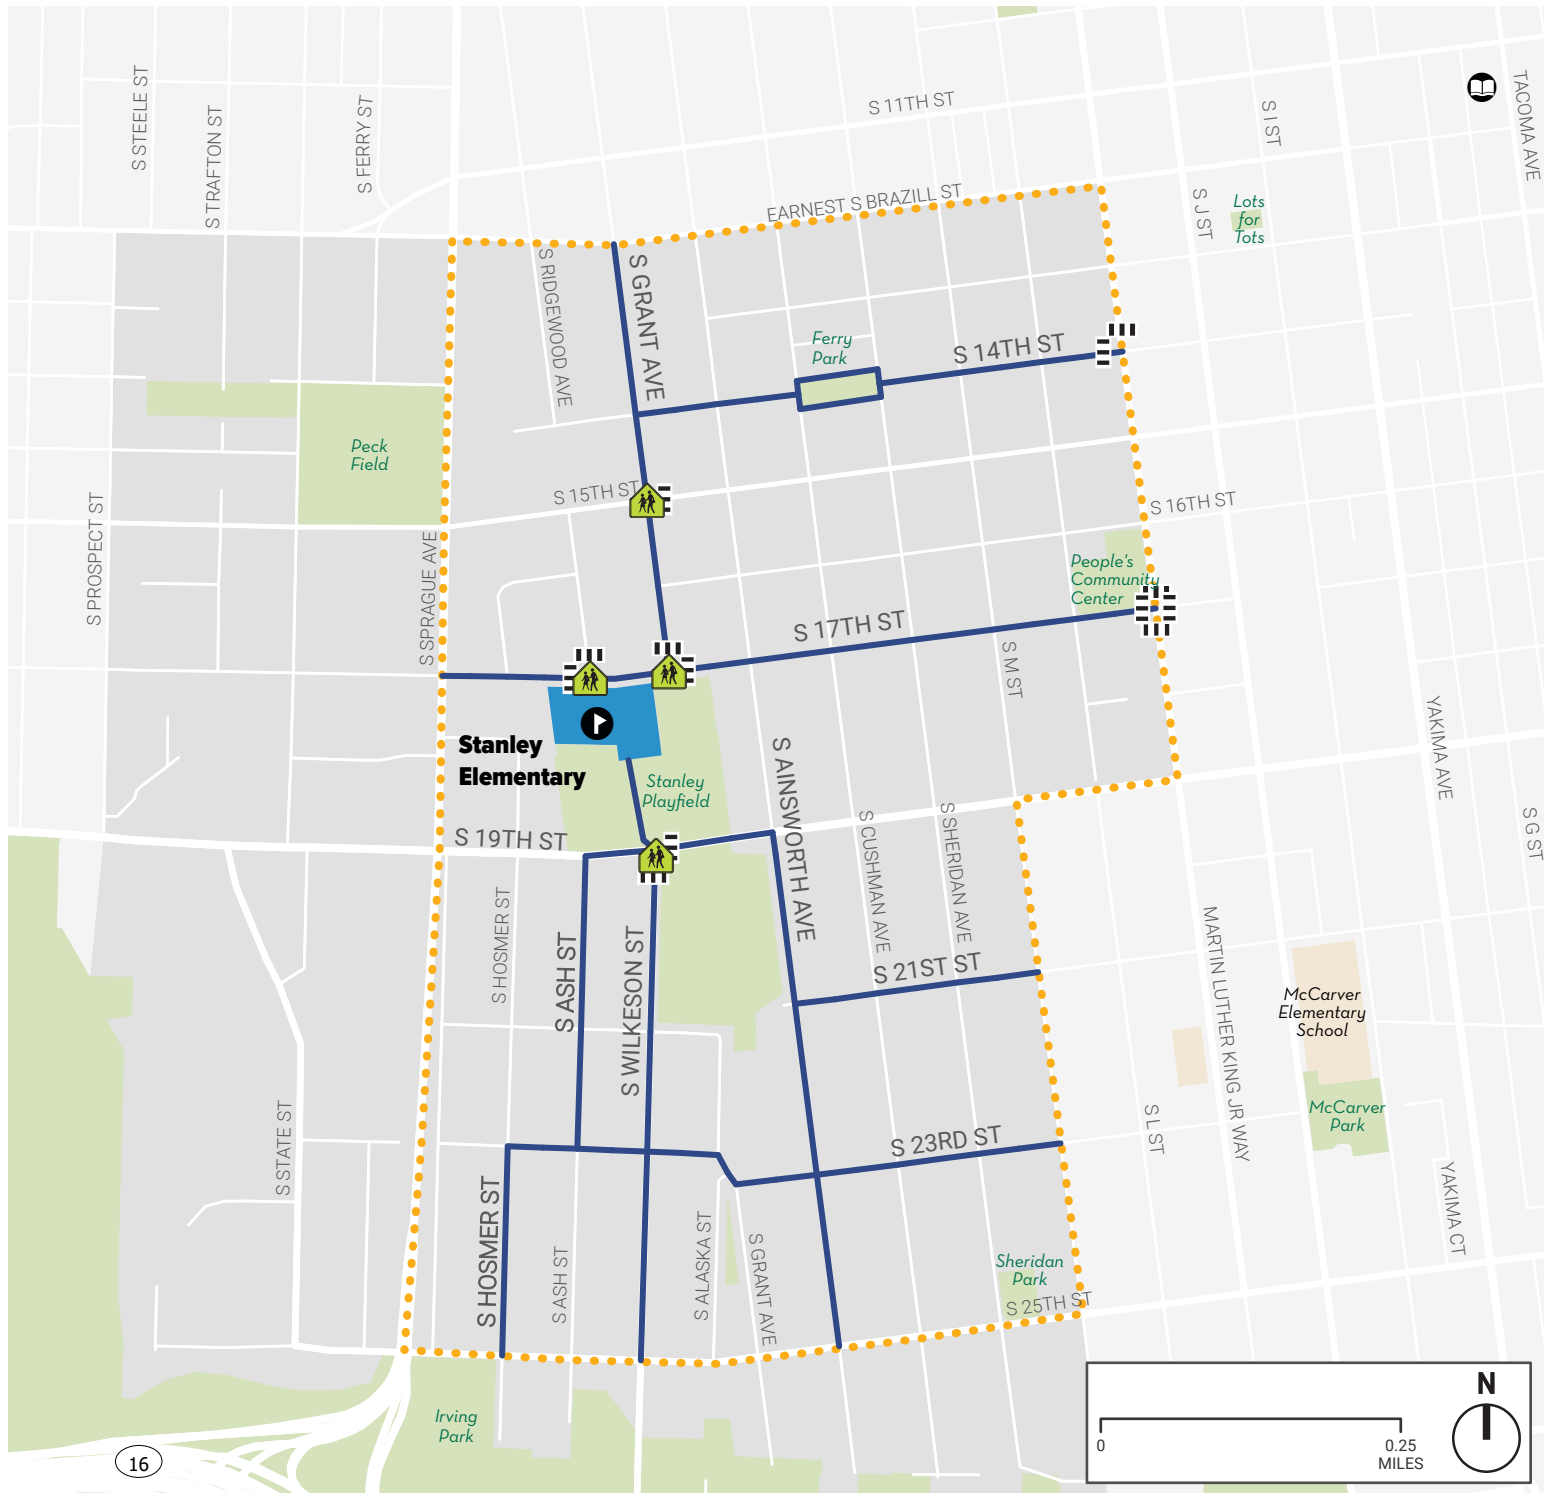 S 11TH ST
S STEELE ST
S TRAFTON ST
S FERRY ST
S I ST
TACOMA AVE
EARNEST S BRAZILL ST
S J ST
Lots
for
Tots
S RIDGEWOOD AVE
S GRANT AVE
Ferry
Park
S 14TH ST
Peck
Field
S 15TH ST
S 16TH ST
S PROSPECT ST
S SPRAGUE AVE
People's
Community
Center
S 17TH ST
S M ST
Stanley
Elementary
Stanley
Playfield
S AINSWORTH AVE
YAKIMA AVE
S 19TH ST
S CUSHMAN AVE
S SHERIDAN AVE
S G ST
S HOSMER ST
S ASH ST
S WILKESON ST
S 21ST ST
MARTIN LUTHER KING JR WAY
McCarver
Elementary
School
S STATE ST
S 23RD ST
S L ST
McCarver
Park
S HOSMER ST
S ASH ST
S ALASKA ST
S GRANT AVE
Sheridan
Park
S 25TH ST
YAKIMA CT
Irving
Park
16
N
0
0.25
MILES